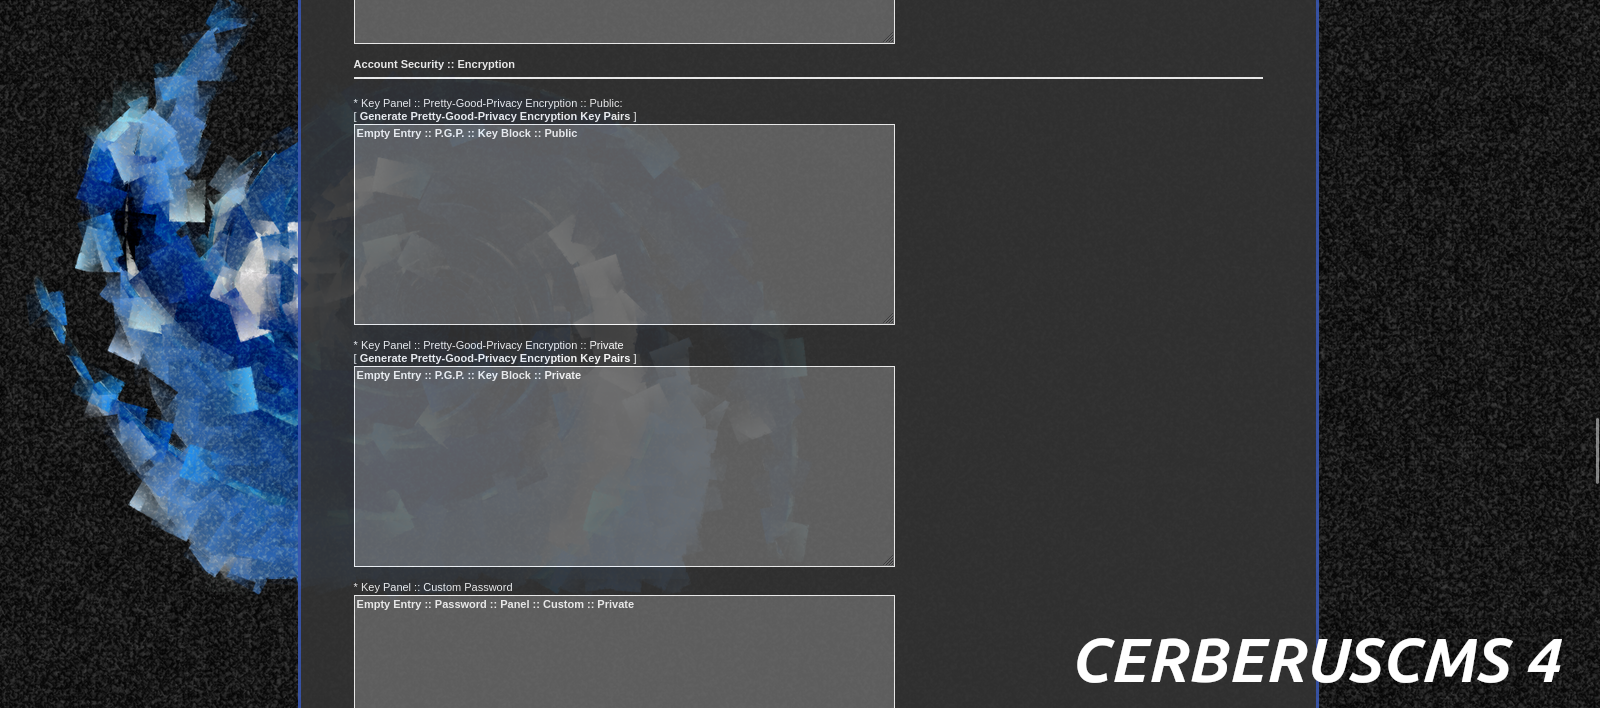 Account Security :: Encryption
* Key Panel :: Pretty-Good-Privacy Encryption :: Public:
[ Generate Pretty-Good-Privacy Encryption Key Pairs ]
Empty Entry :: P.G.P. :: Key Block :: Public
* Key Panel :: Pretty-Good-Privacy Encryption :: Private
[ Generate Pretty-Good-Privacy Encryption Key Pairs ]
Empty Entry :: P.G.P. :: Key Block :: Private
* Key Panel :: Custom Password
Empty Entry :: Password :: Panel :: Custom :: Private
CERBERUSCMS 4